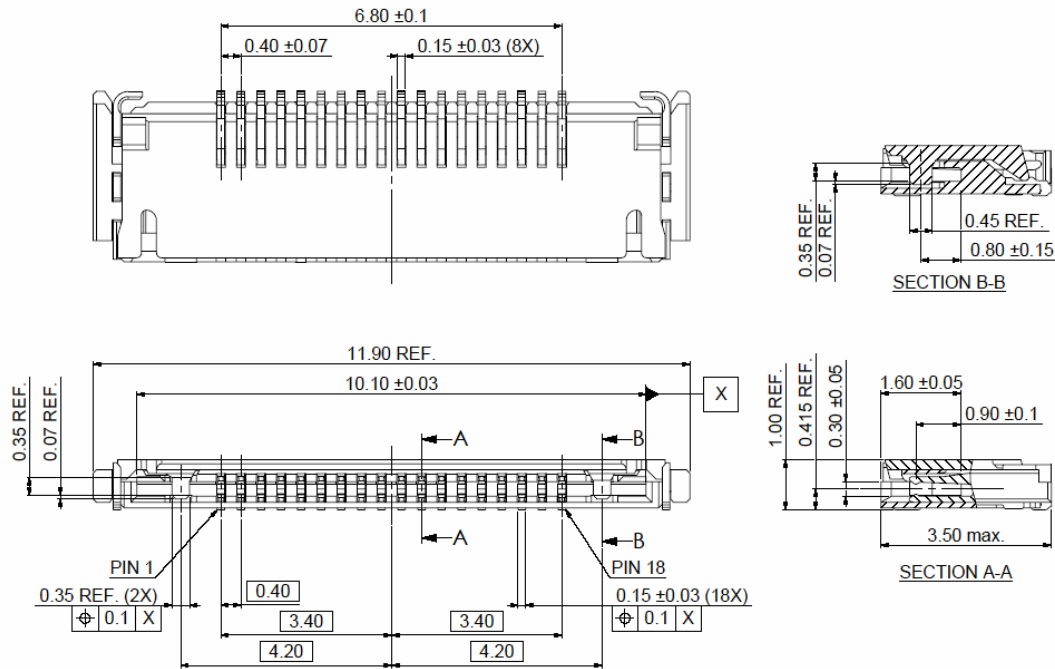 6.80 ±0.1
0.40 ±0.07
0.15 ±0.03 (8X)
0.35 REF.
0.07 REF.
0.45 REF.
0.80 ±0.15
SECTION B-B
11.90 REF.
10.10 ±0.03
X
0.35 REF.
0.07 REF.
A
B
A
B
PIN 1
PIN 18
0.35 REF. (2X)
0.1 X
0.40
0.15 ±0.03 (18X)
0.1 X
3.40
3.40
4.20
4.20
1.00 REF.
0.415 REF.
0.30 ±0.05
1.60 ±0.05
0.90 ±0.1
3.50 max.
SECTION A-A